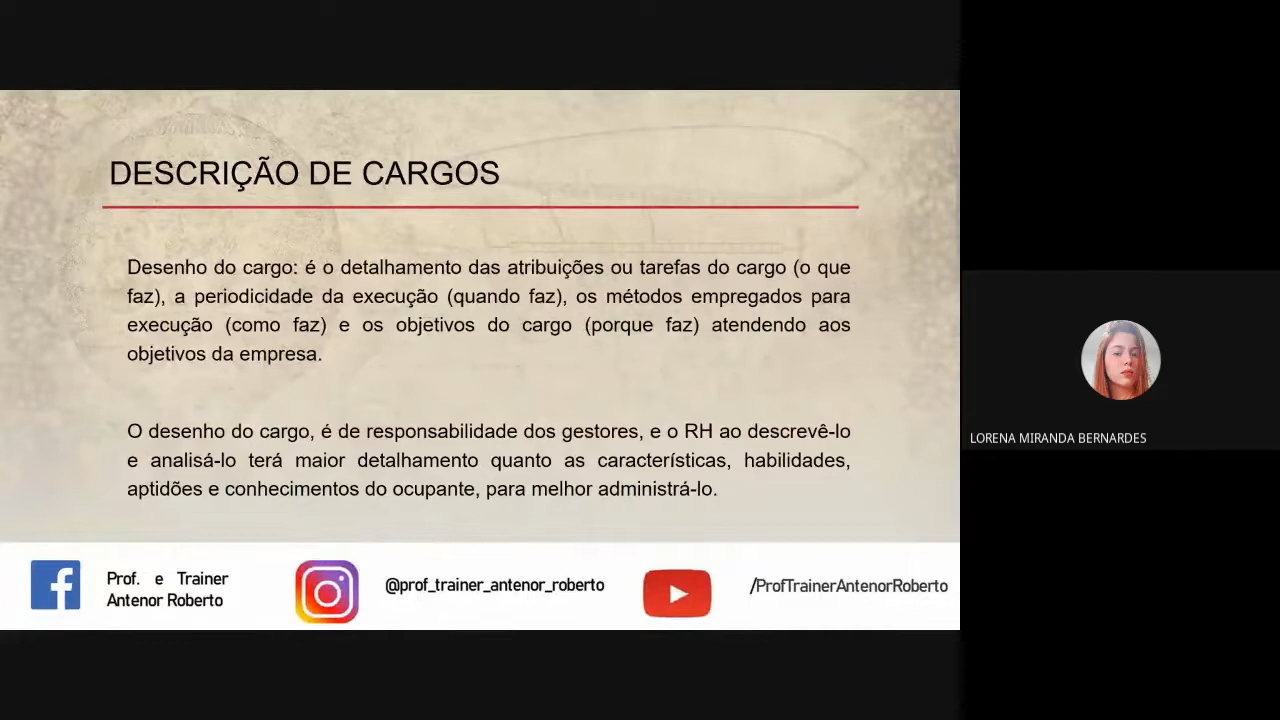 DESCRIÇÃO DE CARGOS
Desenho do cargo: é o detalhamento das atribuições ou tarefas do cargo (o que
faz), a periodicidade da execução (quando faz), os métodos empregados para
execução (como faz) e os objetivos do cargo (porque faz) atendendo aos
objetivos da empresa.
O desenho do cargo, é de responsabilidade dos gestores, e o RH ao descrevê-lo
e analisá-lo terá maior detalhamento quanto as características, habilidades,
aptidões e conhecimentos do ocupante, para melhor administrá-lo.
LORENA MIRANDA BERNARDES
Prof. e Trainer
Antenor Roberto
@prof_trainer_antenor_roberto
/ProfTrainerAntenorRoberto